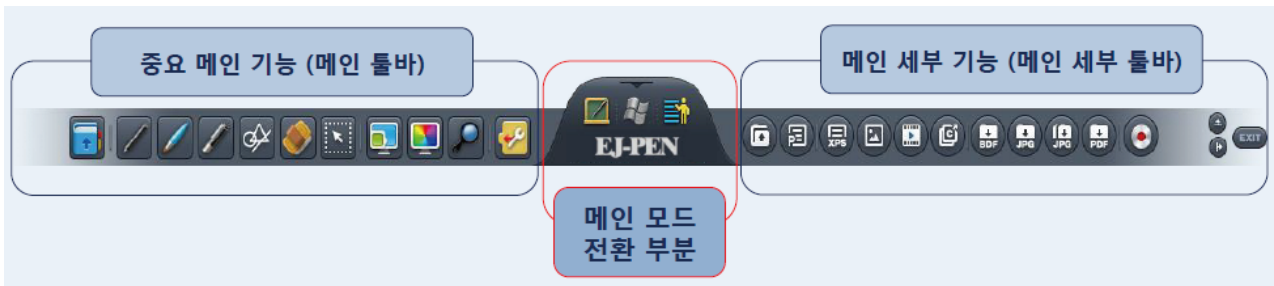 중요 메인 기능 (메인 툴바)
메인 세부 기능 (메인 세부 툴바)
EJ-PEN
XPS
BDF
JPG
JPG
PDF
EXIT
메인 모드
전환 부분